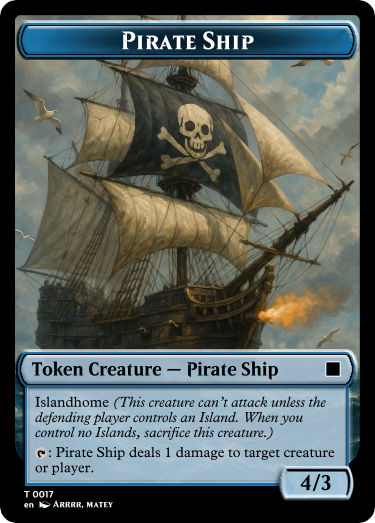 Pirate Ship
Token Creature — Pirate Ship
Islandhome (This creature can't attack unless the
defending player controls an Island. When you
control no Islands, sacrifice this creature.)
: Pirate Ship deals 1 damage to target creature
or player.
4/3
T 0017
en Arrrr, matey